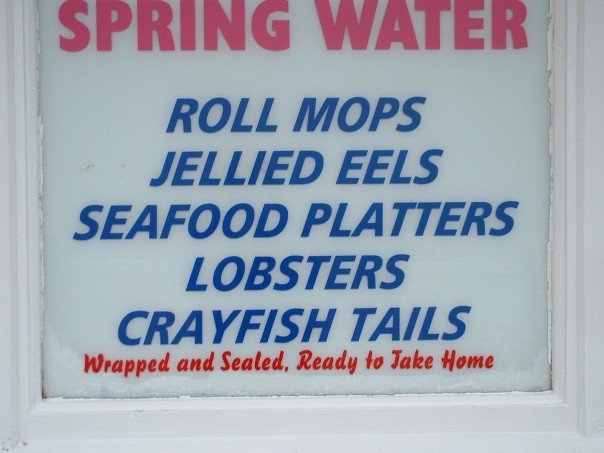 SPRING WATER
ROLL MOPS
JELLIED EELS
SEAFOOD PLATTERS
LOBSTERS
CRAYFISH TAILS
Wrapped and Sealed, Ready to Take Home